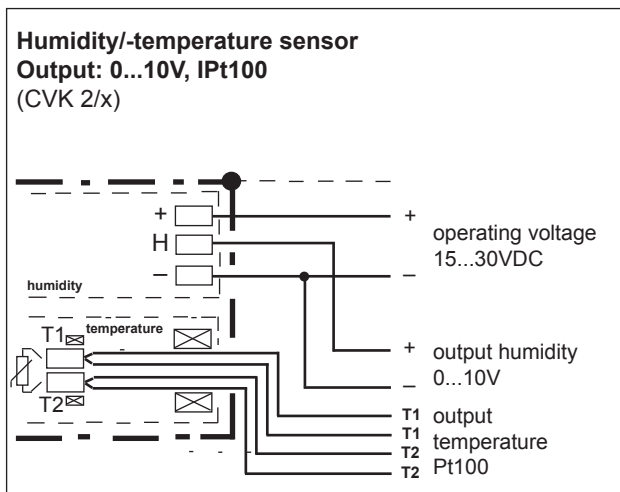 Humidity/-temperature sensor
Output: 0...10V, IPt100
(CVK 2/x)
+
H
–
humidity
T1
temperature
T2
+
operating voltage
15...30VDC
–
+
output humidity
0...10V
–
T1 output
T1
temperature
T2
T2 Pt100